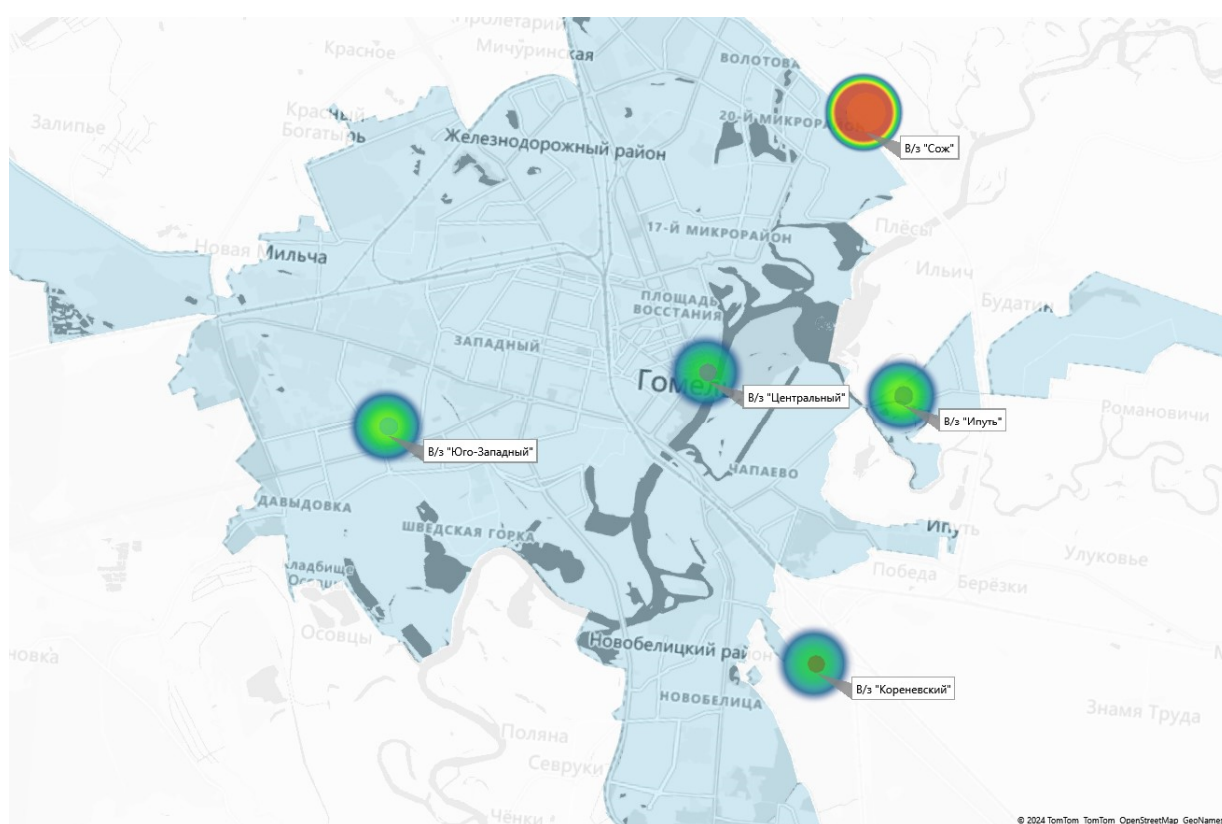 Пролетарий
Красное
Мичуринская
ВОЛОТОВА
Красный
Богатырь
Залипье
20-Й МИКРОРАЙОН
Железнодорожный район
В/з "Сож"
17-Й МИКРОРАЙОН
Плёсы
Новая Мильча
Ильич
ПЛОЩАДЬ
ВОССТАНИЯ
Будатин
ЗАПАДНЫЙ
Гомель
В/з "Центральный"
Романовичи
В/з "Ипуть"
В/з "Юго-Западный"
ЧАПАЕВО
ДАВЫДОВКА
ШВЕДСКАЯ ГОРКА
Ипуть
Улуковье
Победа
Берёзки
кладбище
Осовцы
Новобелицкий район
В/з "Кореневский"
НОВОБЕЛИЦА
Знамя Труда
Поляна
Севруки
Чёнки
© 2024 TomTom TomTom OpenStreetMap GeoNames